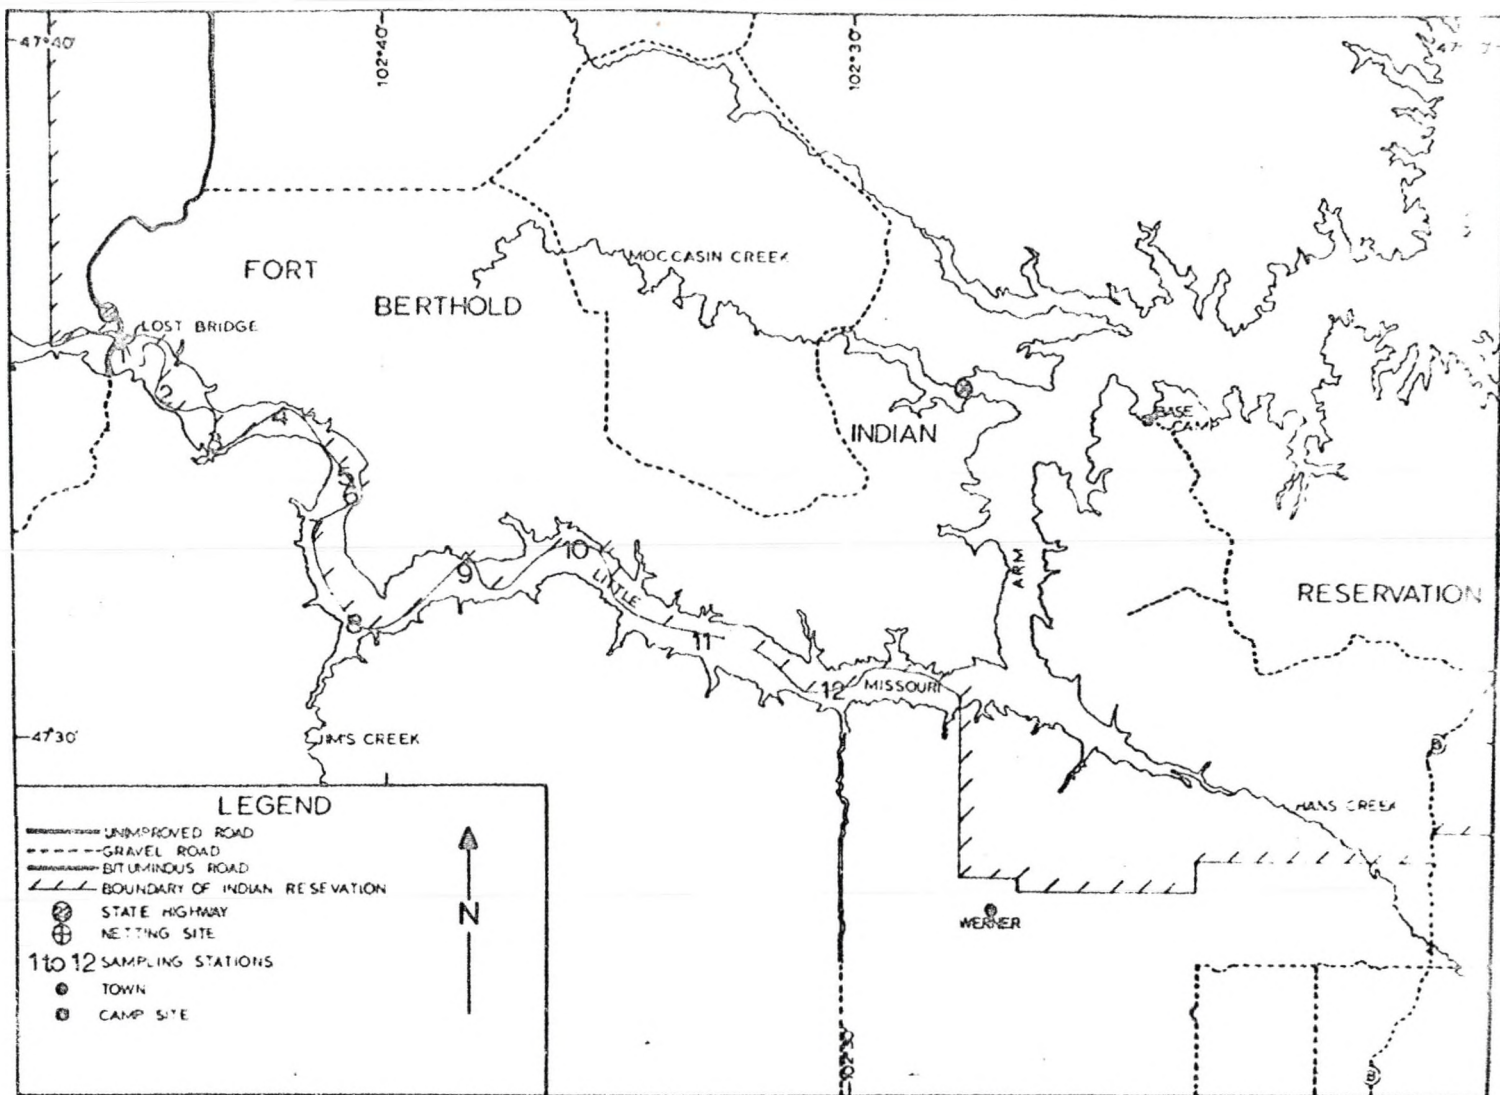 47°40'
102°40'
102°30'
FORT
BERTHOLD
MOCCASIN CREEK
LOST BRIDGE
2
4
INDIAN
BASE
CAMP
5
6
8
9
10
LITTLE
11
12
MISSOURI
ARM
RESERVATION
47°30'
JIM'S CREEK
HANS CREEK
WERNER
102°30'
B
B
LEGEND
UNIMPROVED ROAD
GRAVEL ROAD
BITUMINOUS ROAD
BOUNDARY OF INDIAN RESEVATION
STATE HIGHWAY
NETTING SITE
1 to 12 SAMPLING STATIONS
TOWN
CAMP SITE
N